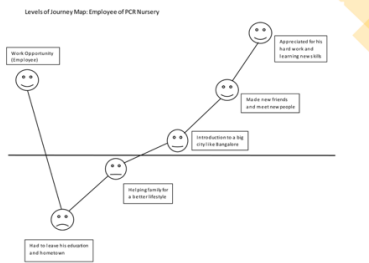 Levels of Journey Map: Employee of PCR Nursery
Work Opportunity
(Employee)
Appreciated for his
hard work and
learning new skills
Made new friends
and meet new people
Introduction to a big
city like Bangalore
Helping family for
a better lifestyle
Had to leave his education
and hometown